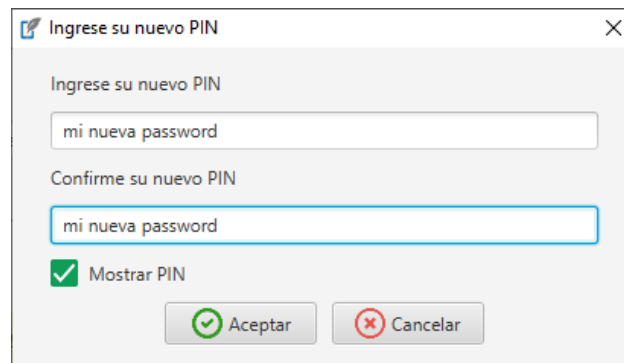 Ingrese su nuevo PIN
Ingrese su nuevo PIN
mi nueva password
Confirme su nuevo PIN
mi nueva password
Mostrar PIN
Aceptar Cancelar